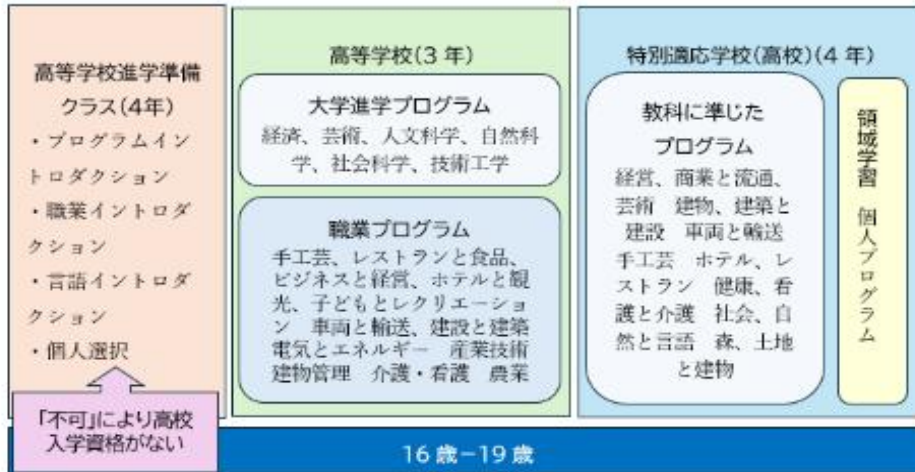 高等学校進学準備
クラス(4年)
・プログラムイン
トロダクション
・職業イントロダ
クション
・言語イントロダ
クション
・個人選択
「不可」により高校
入学資格がない
高等学校(3年)
大学進学プログラム
経済、芸術、人文科学、自然科
学、社会科学、技術工学
職業プログラム
手工芸、レストランと食品、
ビジネスと経営、ホテルと観
光、子どもとレクリエーショ
ン 車両と輸送、建設と建築
電気とエネルギー 産業技術
建物管理 介護・看護 農業
特別適応学校(高校)(4年)
教科に準じた
プログラム
経営、商業と流通、
芸術 建物、建築と
建設 車両と輸送
手工芸 ホテル、レ
ストラン 健康、看
護と介護 社会、自
然と言語 森、土地
と建物
領域学習 個人プログラム
16歳－19歳